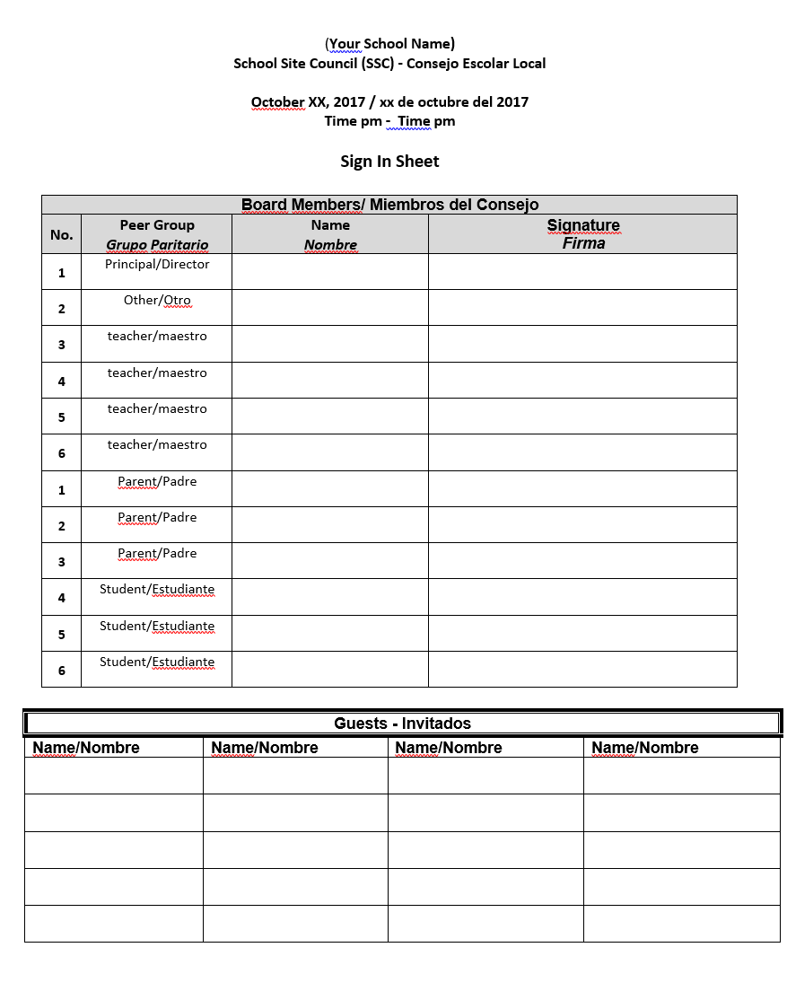 (Your School Name)
School Site Council (SSC) - Consejo Escolar Local
October XX, 2017 / xx de octubre del 2017
Time pm - Time pm
Sign In Sheet
Board Members/ Miembros del Consejo
No.
Peer Group
Grupo Paritario
Name
Nombre
Signature
Firma
1 Principal/Director
2 Other/Otro
3 teacher/maestro
4 teacher/maestro
5 teacher/maestro
6 teacher/maestro
1 Parent/Padre
2 Parent/Padre
3 Parent/Padre
4 Student/Estudiante
5 Student/Estudiante
6 Student/Estudiante
Guests - Invitados
Name/Nombre Name/Nombre Name/Nombre Name/Nombre